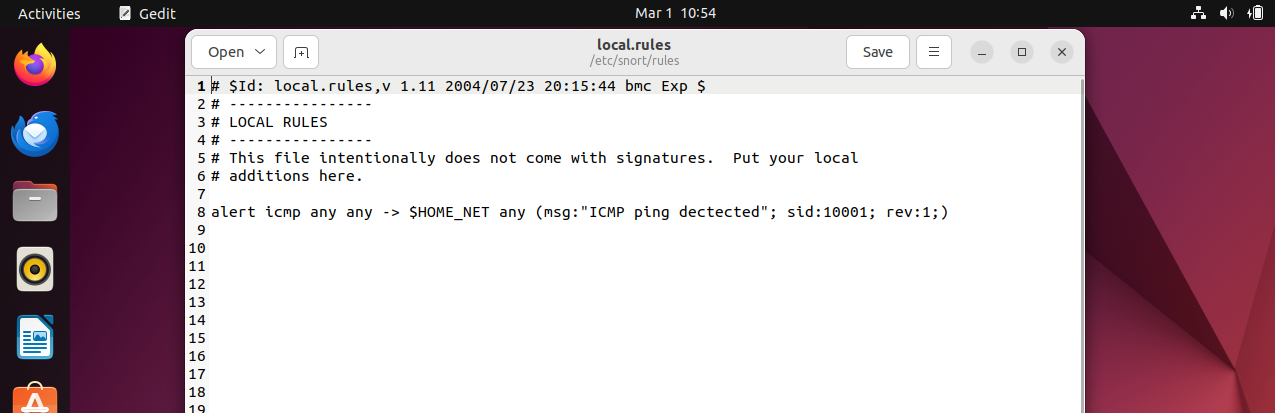 Activities Gedit Mar 1 10:54
Open local.rules Save
/etc/snort/rules
1 # $Id: local.rules,v 1.11 2004/07/23 20:15:44 bmc Exp $
2 # ----------------
3 # LOCAL RULES
4 # ----------------
5 # This file intentionally does not come with signatures.  Put your local
6 # additions here.
7
8 alert icmp any any -> $HOME_NET any (msg:"ICMP ping dectected"; sid:10001; rev:1;)
9
10
11
12
13
14
15
16
17
18
19